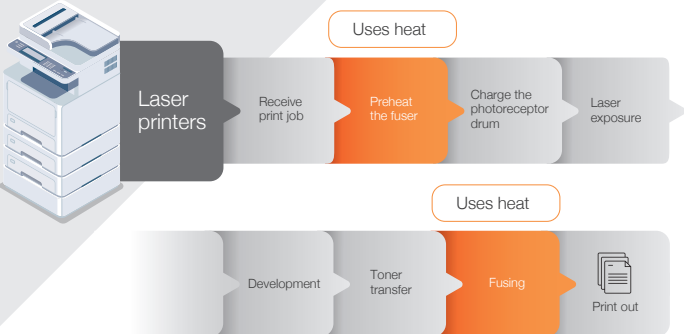 Uses heat
Laser
printers
Receive
print job
Preheat
the fuser
Charge the
photoreceptor
drum
Laser
exposure
Uses heat
Development
Toner
transfer
Fusing
Print out